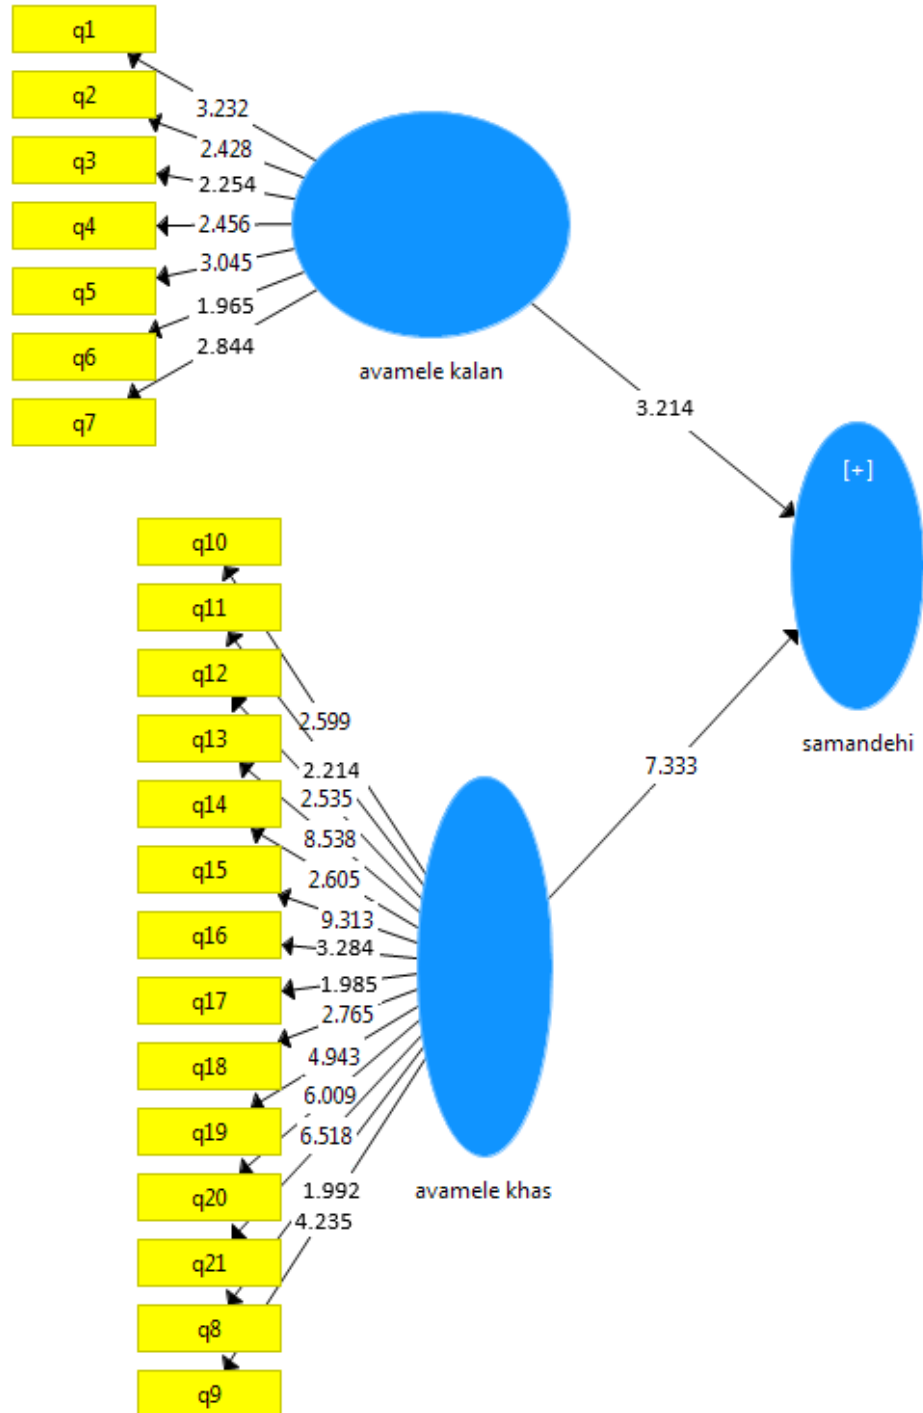 q1
q2
q3
q4
q5
q6
q7
3.232
2.428
2.254
2.456
3.045
1.965
2.844
avamele kalan
3.214
[+]
samandehi
7.333
q10
q11
q12
q13
q14
q15
q16
q17
q18
q19
q20
q21
q8
q9
2.599
2.214
2.535
8.538
2.605
9.313
3.284
1.985
2.765
4.943
6.009
6.518
1.992
4.235
avamele khas